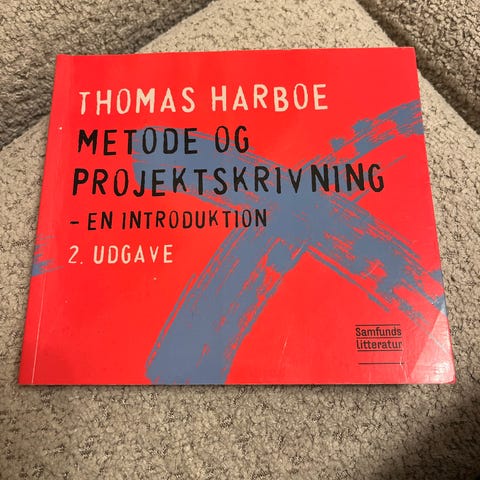 THOMAS HARBOE
METODE OG
PROJEKTSKRIVNING
- EN INTRODUKTION
2. UDGAVE
Samfunds
litteratur